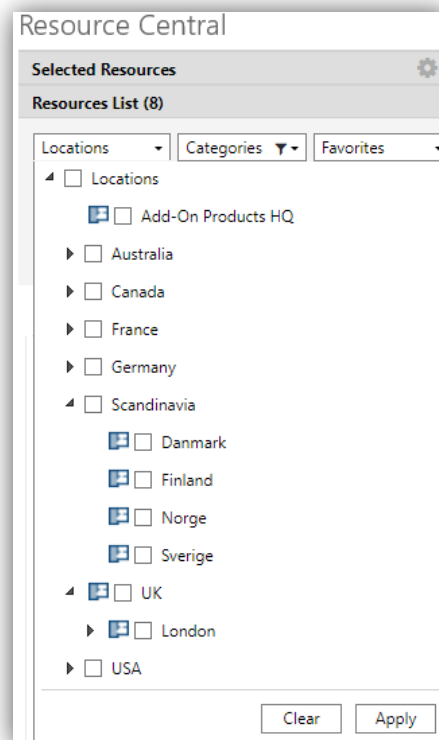 Resource Central
Selected Resources
Resources List (8)
Locations Categories Favorites
Locations
Add-On Products HQ
Australia
Canada
France
Germany
Scandinavia
Danmark
Finland
Norge
Sverige
UK
London
USA
Clear Apply